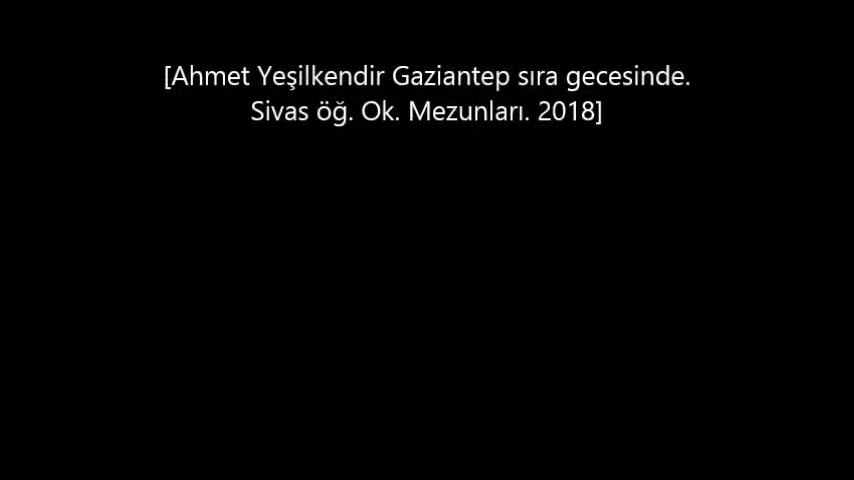 [Ahmet Yeşilkendir Gaziantep sıra gecesinde.
Sivas öğ. Ok. Mezunları. 2018]